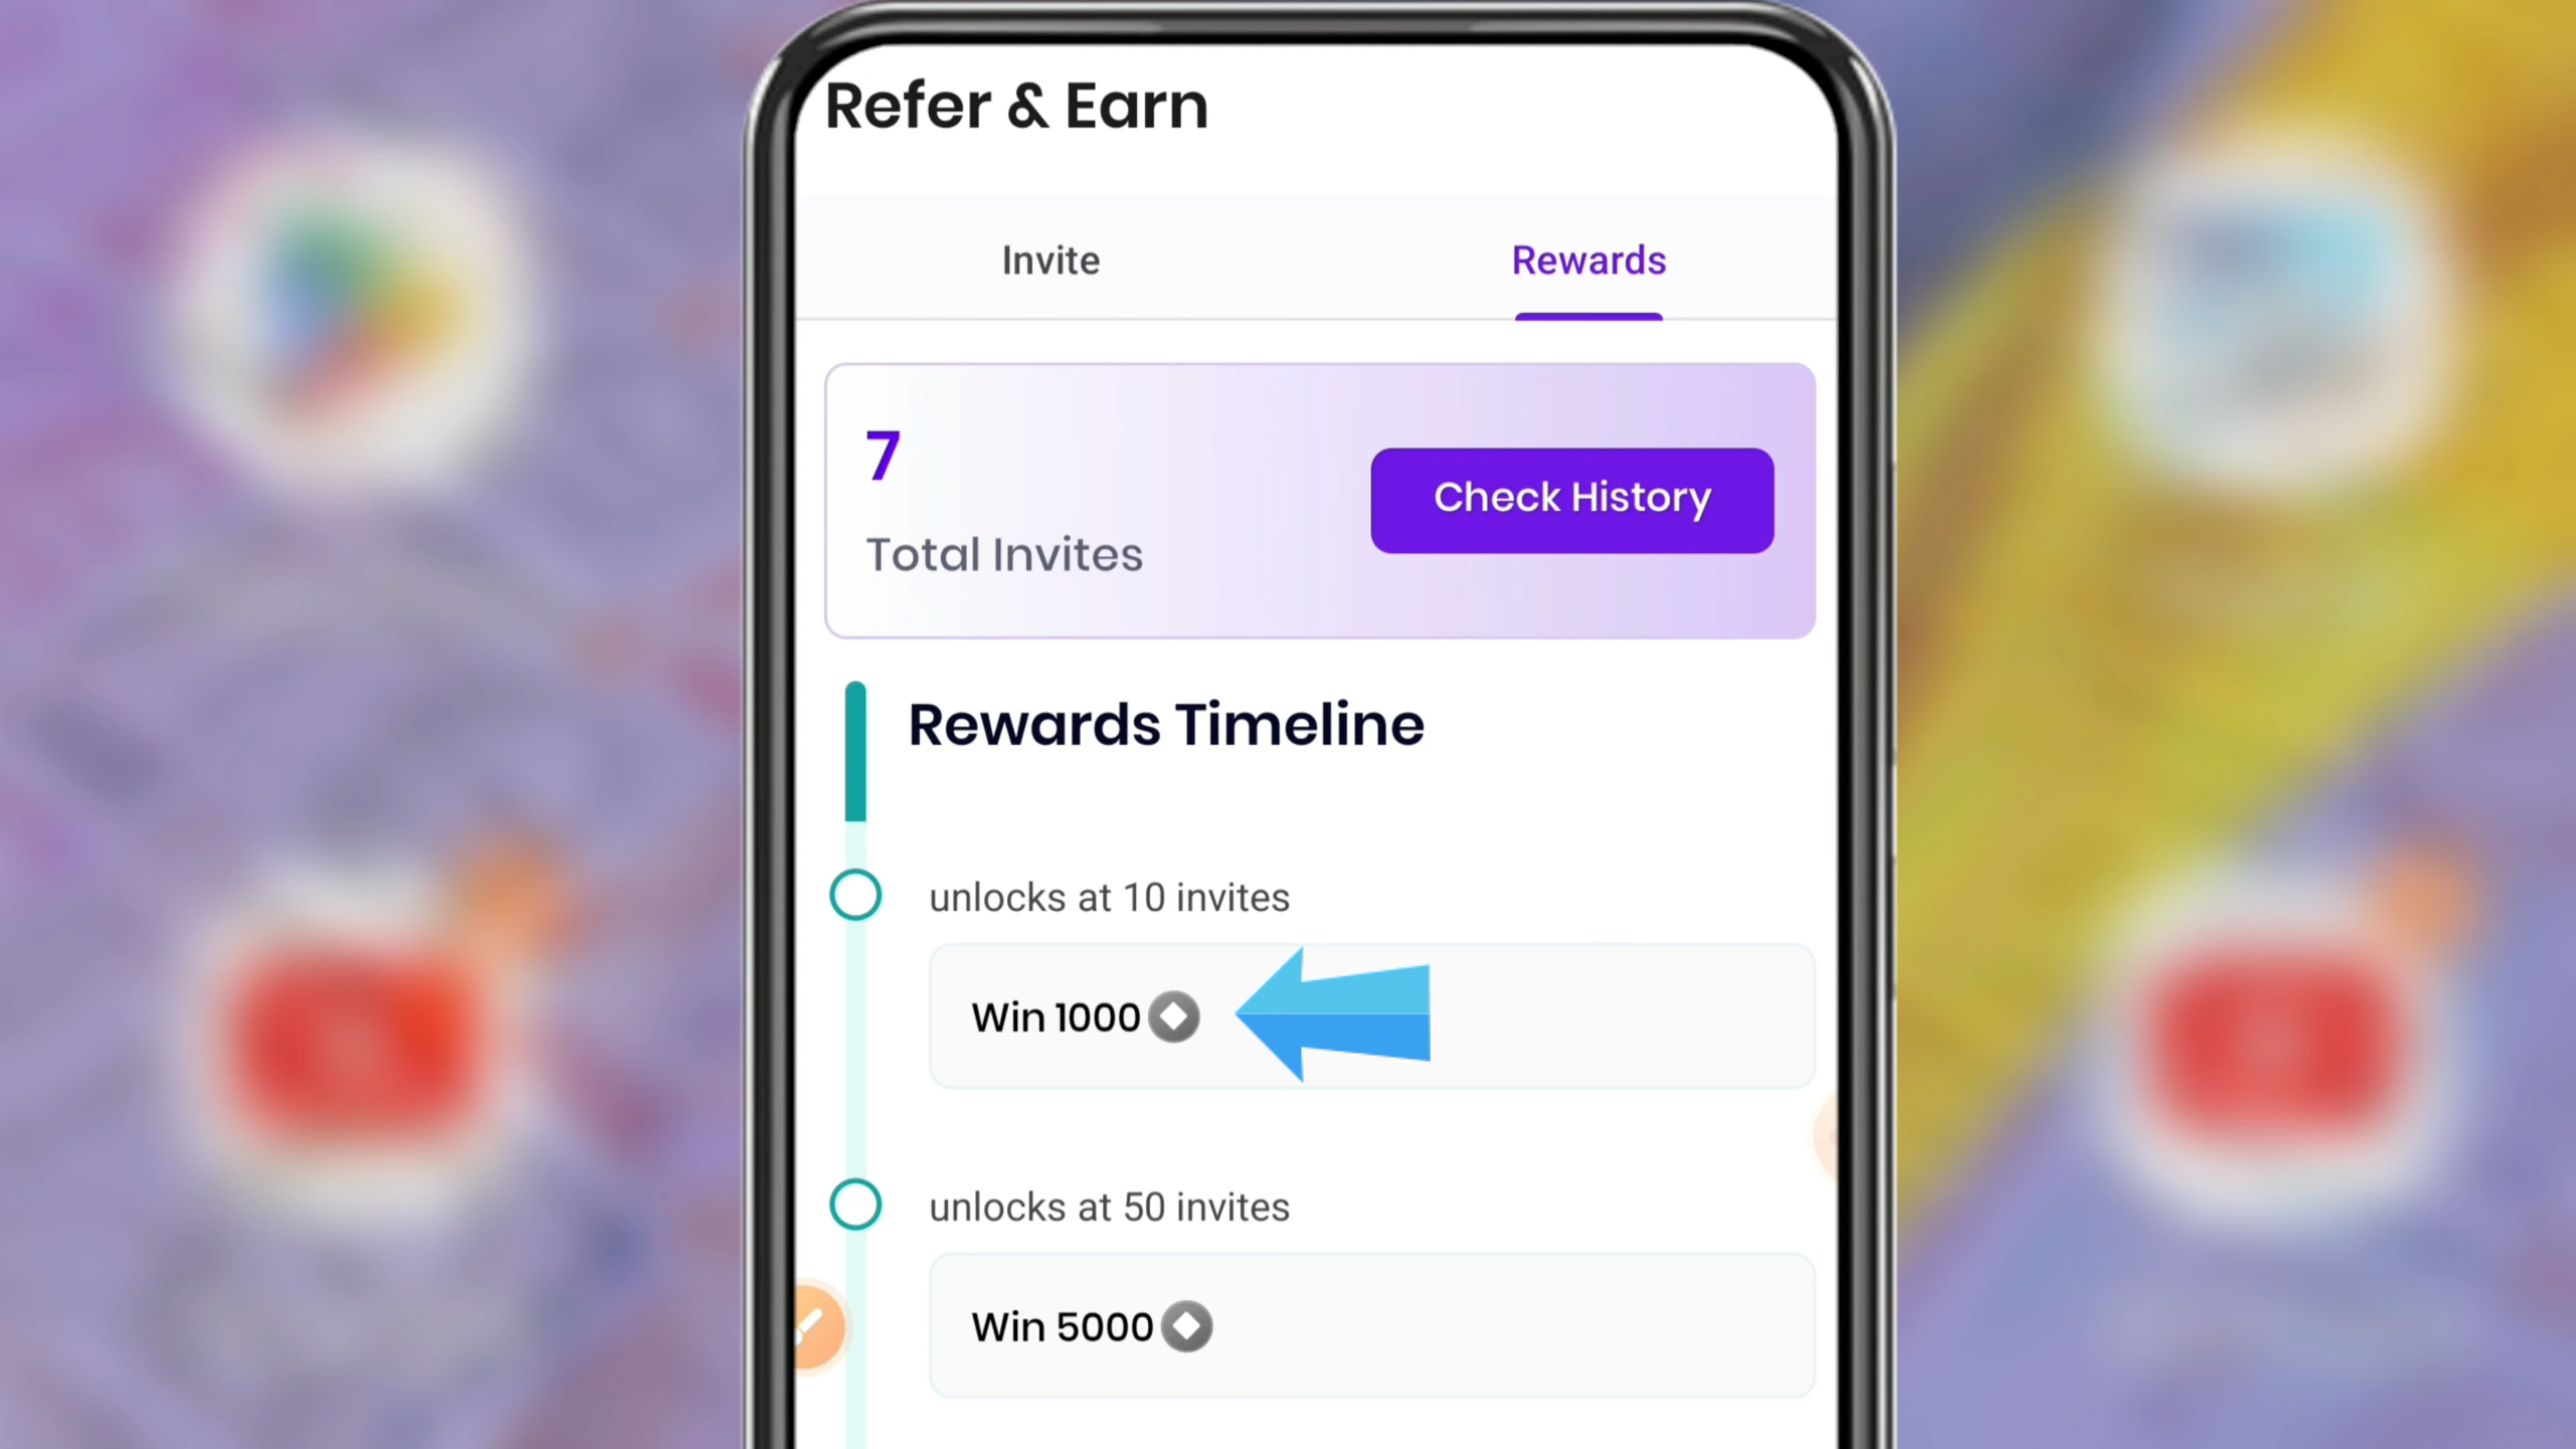 Refer & Earn
Invite
Rewards
7
Total Invites
Check History
Rewards Timeline
unlocks at 10 invites
Win 1000
unlocks at 50 invites
Win 5000